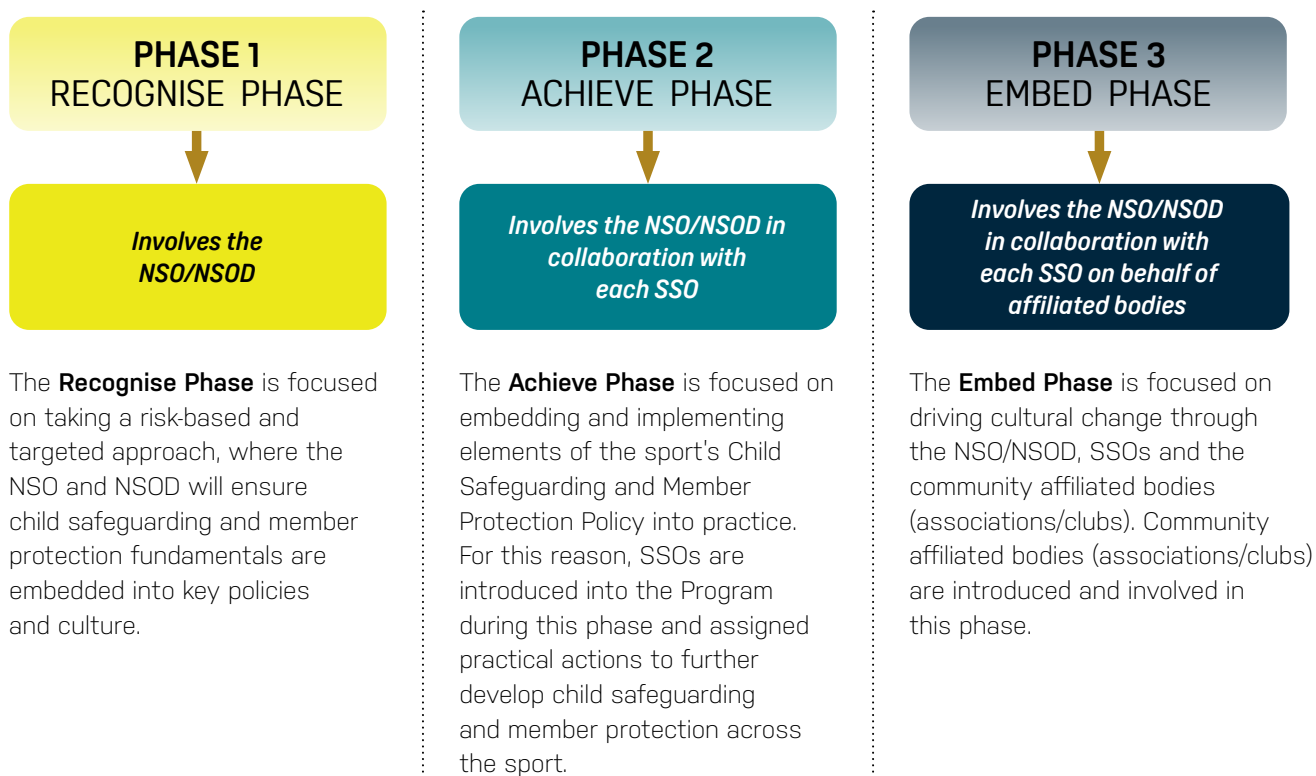 PHASE 1
RECOGNISE PHASE
Involves the
NSO/NSOD
The Recognise Phase is focused
on taking a risk-based and
targeted approach, where the
NSO and NSOD will ensure
child safeguarding and member
protection fundamentals are
embedded into key policies
and culture.
PHASE 2
ACHIEVE PHASE
Involves the NSO/NSOD in
collaboration with
each SSO
The Achieve Phase is focused on
embedding and implementing
elements of the sport's Child
Safeguarding and Member
Protection Policy into practice.
For this reason, SSOs are
introduced into the Program
during this phase and assigned
practical actions to further
develop child safeguarding
and member protection across
the sport.
PHASE 3
EMBED PHASE
Involves the NSO/NSOD
in collaboration with
each SSO on behalf of
affiliated bodies
The Embed Phase is focused on
driving cultural change through
the NSO/NSOD, SSOs and the
community affiliated bodies
(associations/clubs). Community
affiliated bodies (associations/clubs)
are introduced and involved in
this phase.